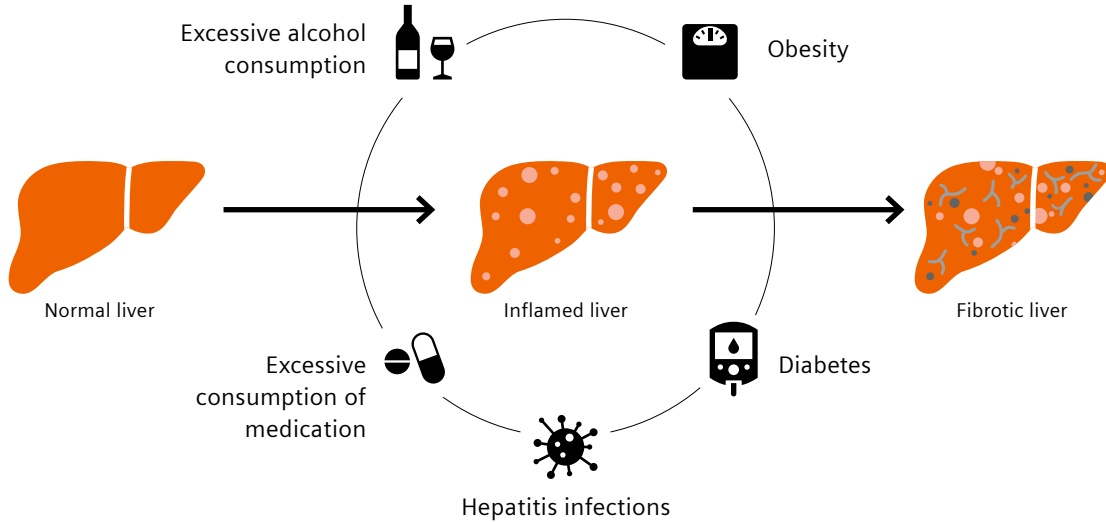 Excessive alcohol
consumption
Obesity
Normal liver
Inflamed liver
Fibrotic liver
Excessive
consumption of
medication
Diabetes
Hepatitis infections